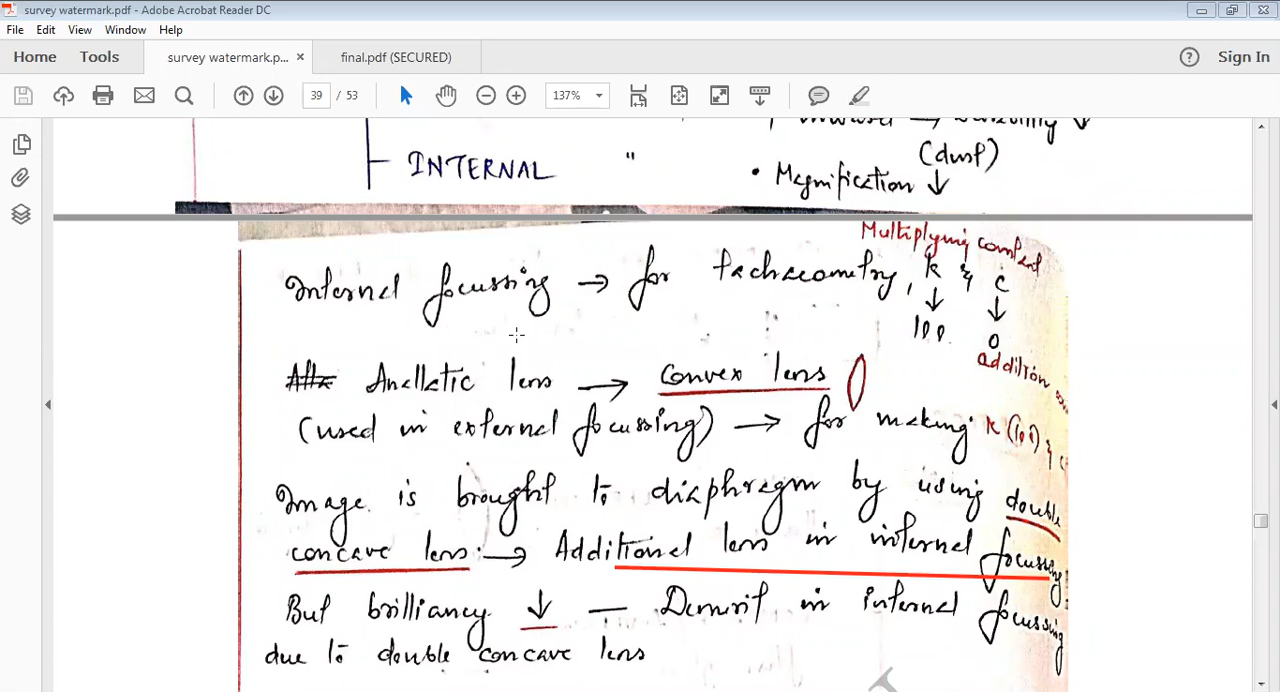 survey watermark.pdf - Adobe Acrobat Reader DC
File Edit View Window Help
Home Tools survey watermark.p... × final.pdf (SECURED) ? Sign In
39 / 53 137%
(dusf)
INTERNAL "
• Magnification ↓
Multiplying constant
Internal focussing → for tacheometry, k & c
↓ ↓
100. 0
addition
Anellatic lens → convex lens
(used in external focussing) → for making k (100) &
Image is brought to diaphragm by using double
concave lens. → Additional lens in internal focussing
But brilliancy ↓ — Demerit in internal focussing
due to double concave lens